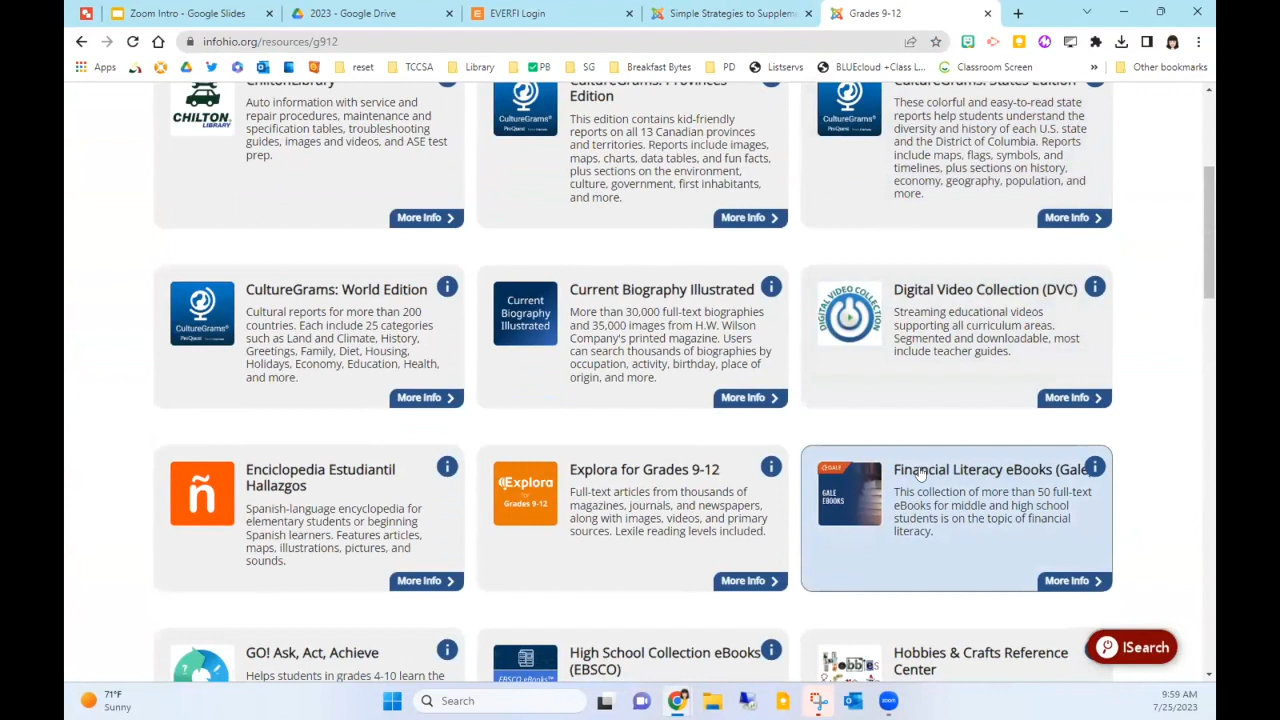 Zoom Intro - Google Slides
2023 - Google Drive
EVERFI Login
Simple Strategies to Supplem
Grades 9-12
infohio.org/resources/g912
Apps
reset
TCCSA
Library
PB
SG
Breakfast Bytes
PD
Listservs
BLUEcloud +Class L...
Classroom Screen
Other bookmarks
CHILTON
LIBRARY
Auto information with service and
repair procedures, maintenance and
specification tables, troubleshooting
guides, images and videos, and ASE test
prep.
More Info
CultureGrams
ProQuest
CultureGrams: Provinces
Edition
This edition contains kid-friendly
reports on all 13 Canadian provinces
and territories. Reports include images,
maps, charts, data tables, and fun facts,
plus sections on the environment,
culture, government, first inhabitants,
and more.
More Info
CultureGrams
ProQuest
CultureGrams: States Edition
These colorful and easy-to-read state
reports help students understand the
diversity and history of each U.S. state
and the District of Columbia. Reports
include maps, flags, symbols, and
timelines, plus sections on history,
economy, geography, population, and
more.
More Info
CultureGrams
ProQuest
CultureGrams: World Edition
Cultural reports for more than 200
countries. Each include 25 categories
such as Land and Climate, History,
Greetings, Family, Diet, Housing,
Holidays, Economy, Education, Health,
and more.
More Info
Current
Biography
Illustrated
Current Biography Illustrated
More than 30,000 full-text biographies
and 35,000 images from H.W. Wilson
Company's printed magazine. Users
can search thousands of biographies by
occupation, activity, birthday, place of
origin, and more.
More Info
DIGITAL VIDEO COLLECTION
Digital Video Collection (DVC)
Streaming educational videos
supporting all curriculum areas.
Segmented and downloadable, most
include teacher guides.
More Info
ñ
Enciclopedia Estudiantil
Hallazgos
Spanish-language encyclopedia for
elementary students or beginning
Spanish learners. Features articles,
maps, illustrations, pictures, and
sounds.
More Info
Explora
for
Grades 9-12
Explora for Grades 9-12
Full-text articles from thousands of
magazines, journals, and newspapers,
along with images, videos, and primary
sources. Lexile reading levels included.
More Info
GALE
GALE
EBOOKS
Financial Literacy eBooks (Gale
This collection of more than 50 full-text
eBooks for middle and high school
students is on the topic of financial
literacy.
More Info
GO! Ask, Act, Achieve
Helps students in grades 4-10 learn the
EBSCO eBooks
High School Collection eBooks
(EBSCO)
Hobbies
Hobbies & Crafts Reference
Center
ISearch
71°F
Sunny
Search
zoom
9:59 AM
7/25/2023